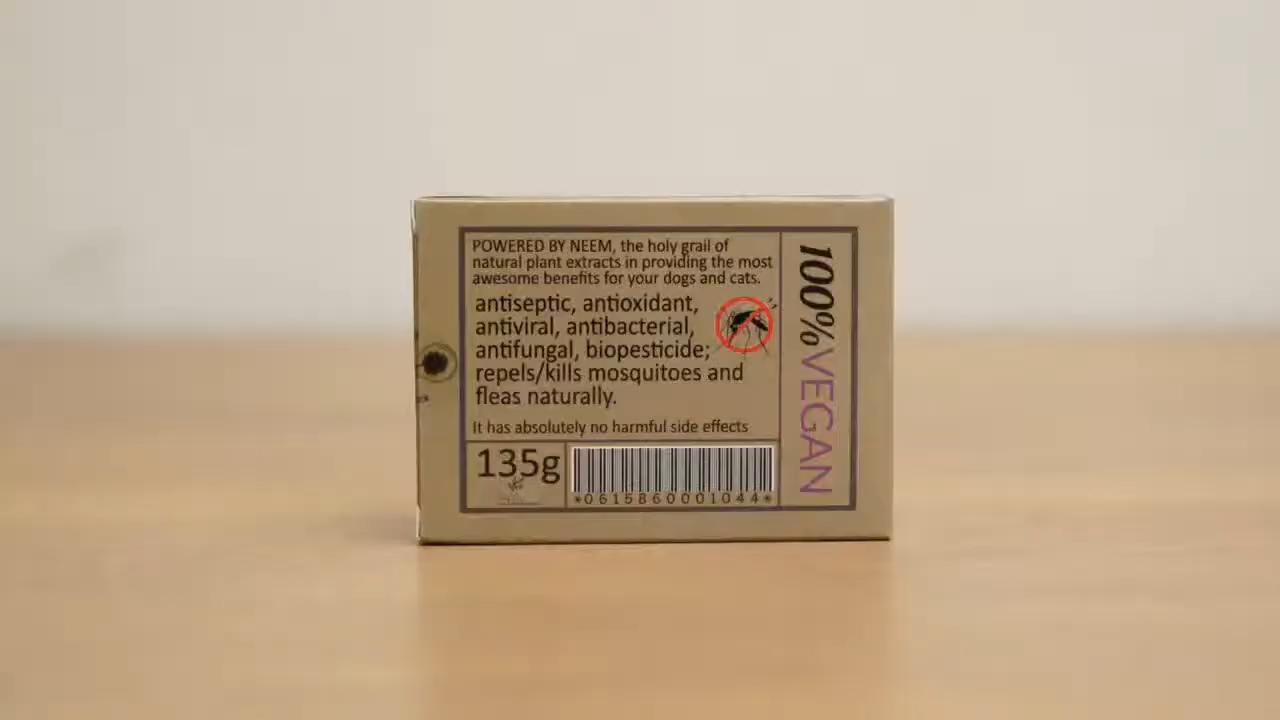 POWERED BY NEEM, the holy grail of
natural plant extracts in providing the most
awesome benefits for your dogs and cats.
antiseptic, antioxidant,
antiviral, antibacterial,
antifungal, biopesticide;
repels/kills mosquitoes and
fleas naturally.
It has absolutely no harmful side effects
135g
*0615860001044*
100% VEGAN